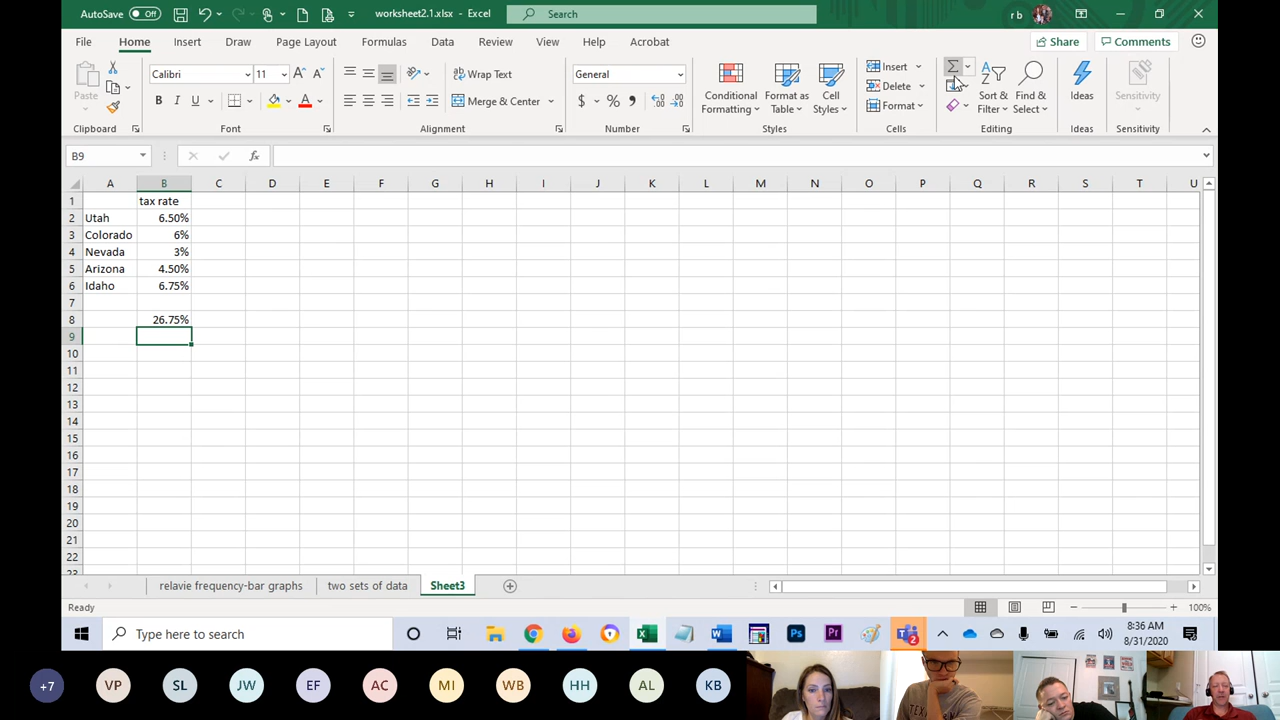 AutoSave Off worksheet2.1.xlsx - Excel Search r b
File Home Insert Draw Page Layout Formulas Data Review View Help Acrobat Share Comments
Paste Calibri 11 A A Wrap Text General Insert
Conditional Formatting Format as Table Cell Styles Delete Sort & Filter Find & Select Ideas Sensitivity
B I U A Merge & Center $ % , Format
Clipboard Font Alignment Number Styles Cells Editing Ideas Sensitivity
B9 fx
A B C D E F G H I J K L M N O P Q R S T U
1 tax rate
2 Utah 6.50%
3 Colorado 6%
4 Nevada 3%
5 Arizona 4.50%
6 Idaho 6.75%
7
8 26.75%
9
10
11
12
13
14
15
16
17
18
19
20
21
22
23
relavie frequency-bar graphs two sets of data Sheet3
Ready 100%
Type here to search 2 8:36 AM
8/31/2020
+7 VP SL JW EF AC MI WB HH AL KB